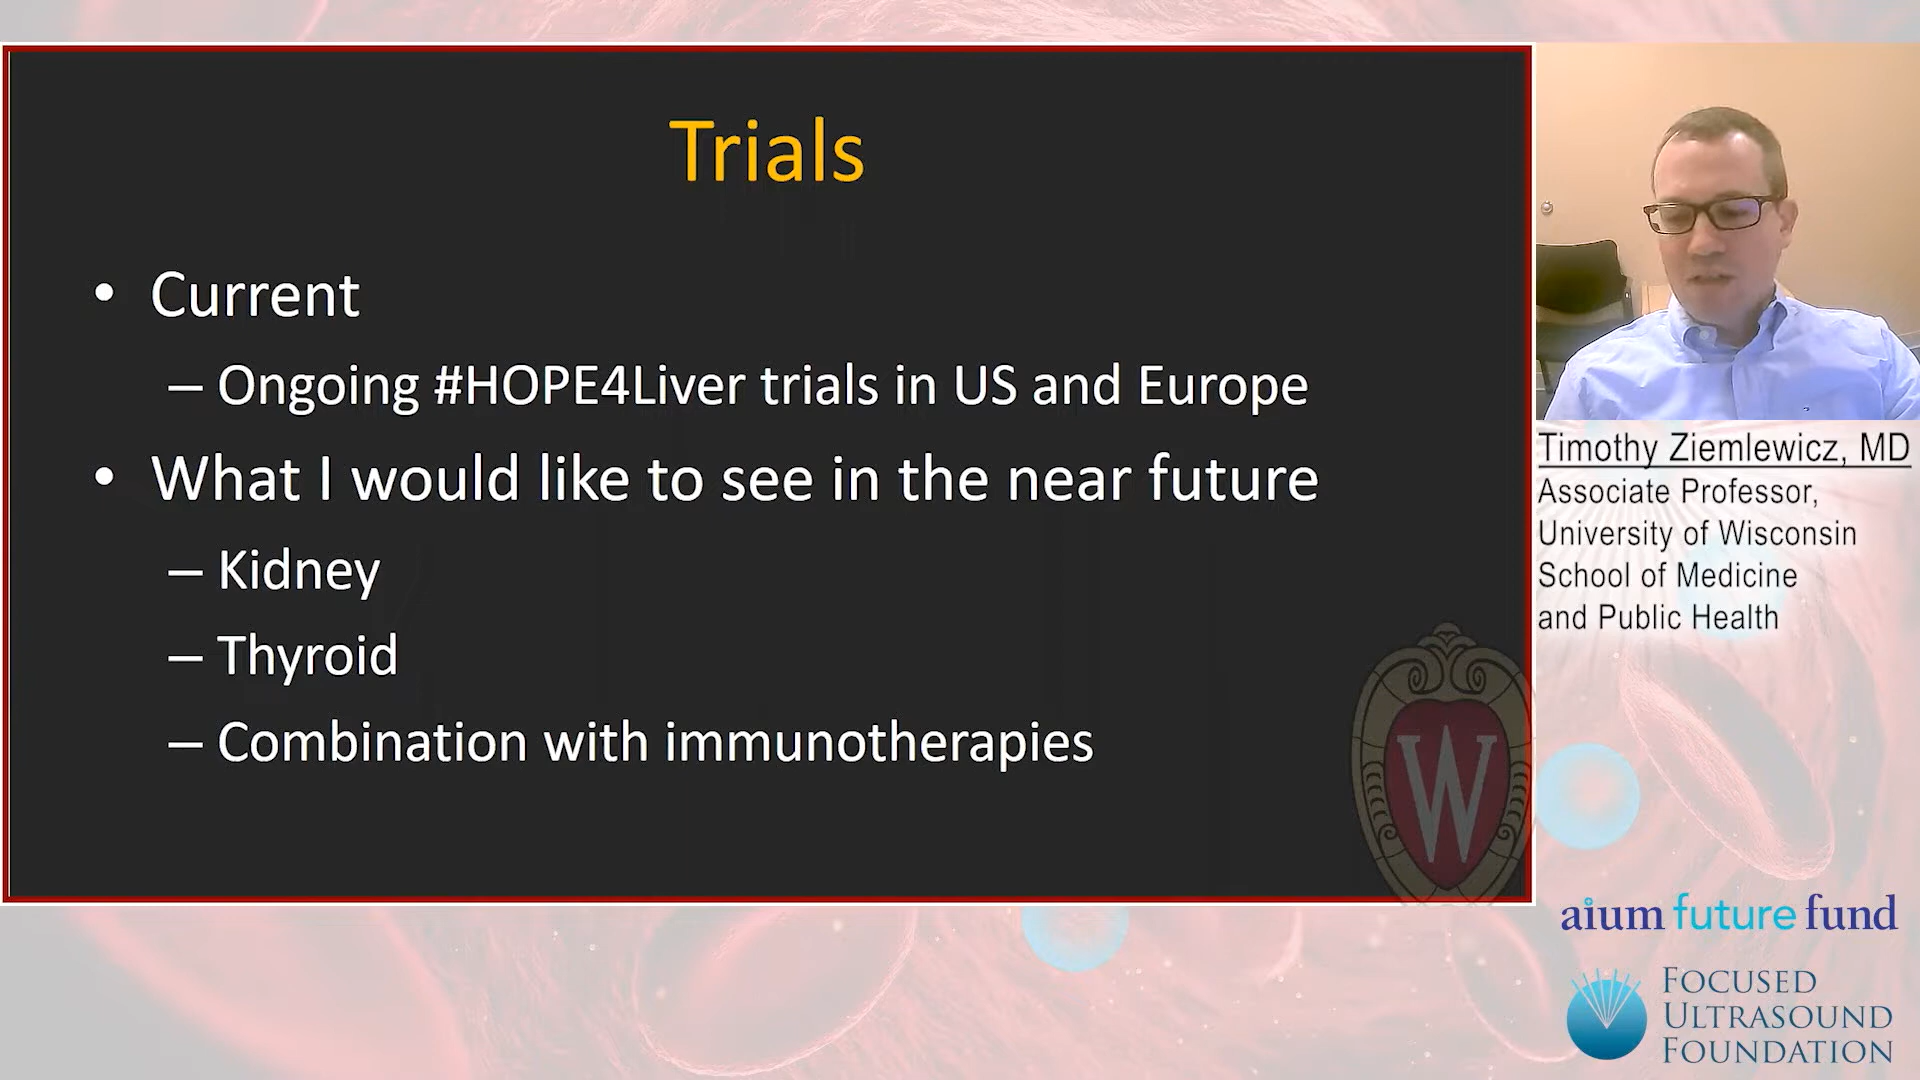 Trials
• Current
– Ongoing #HOPE4Liver trials in US and Europe
• What I would like to see in the near future
– Kidney
– Thyroid
– Combination with immunotherapies
W
Timothy Ziemlewicz, MD
Associate Professor,
University of Wisconsin
School of Medicine
and Public Health
aium future fund
FOCUSED
ULTRASOUND
FOUNDATION